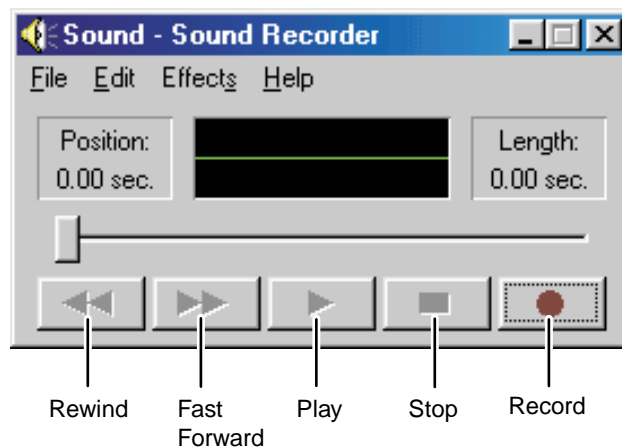 Sound - Sound Recorder
File Edit Effects Help
Position:
0.00 sec.
Length:
0.00 sec.
Rewind
Fast
Forward
Play
Stop
Record